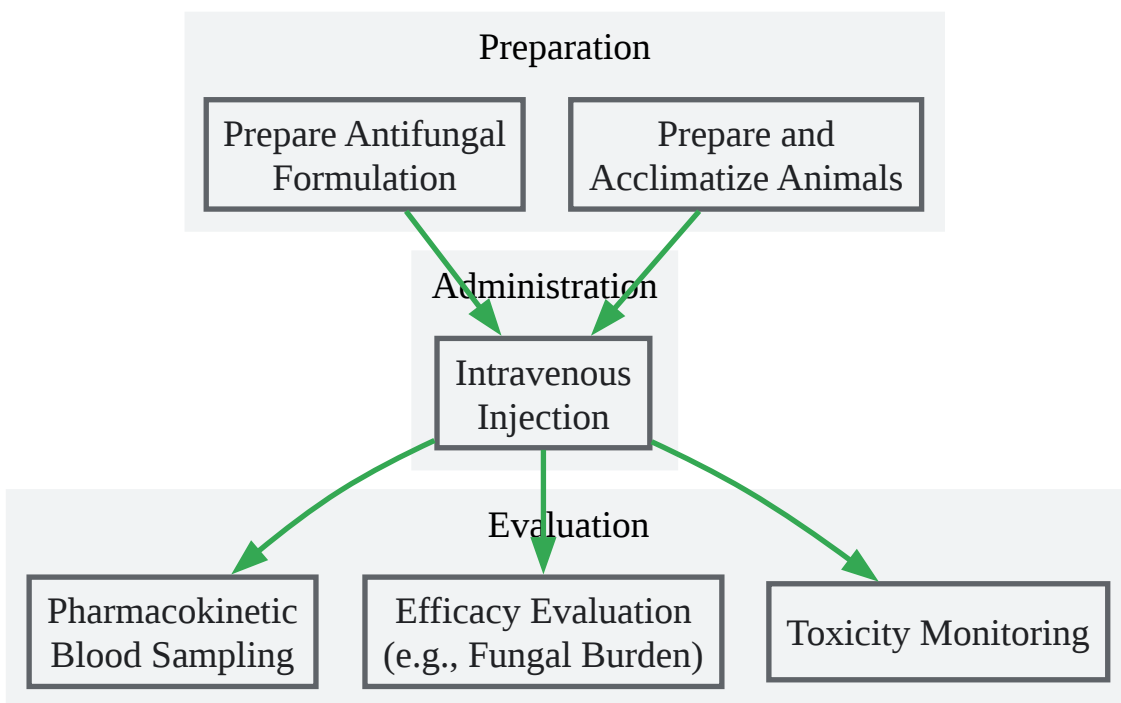 Preparation
Prepare Antifungal
Formulation
Prepare and
Acclimatize Animals
Administration
Intravenous
Injection
Evaluation
Pharmacokinetic
Blood Sampling
Efficacy Evaluation
(e.g., Fungal Burden)
Toxicity Monitoring